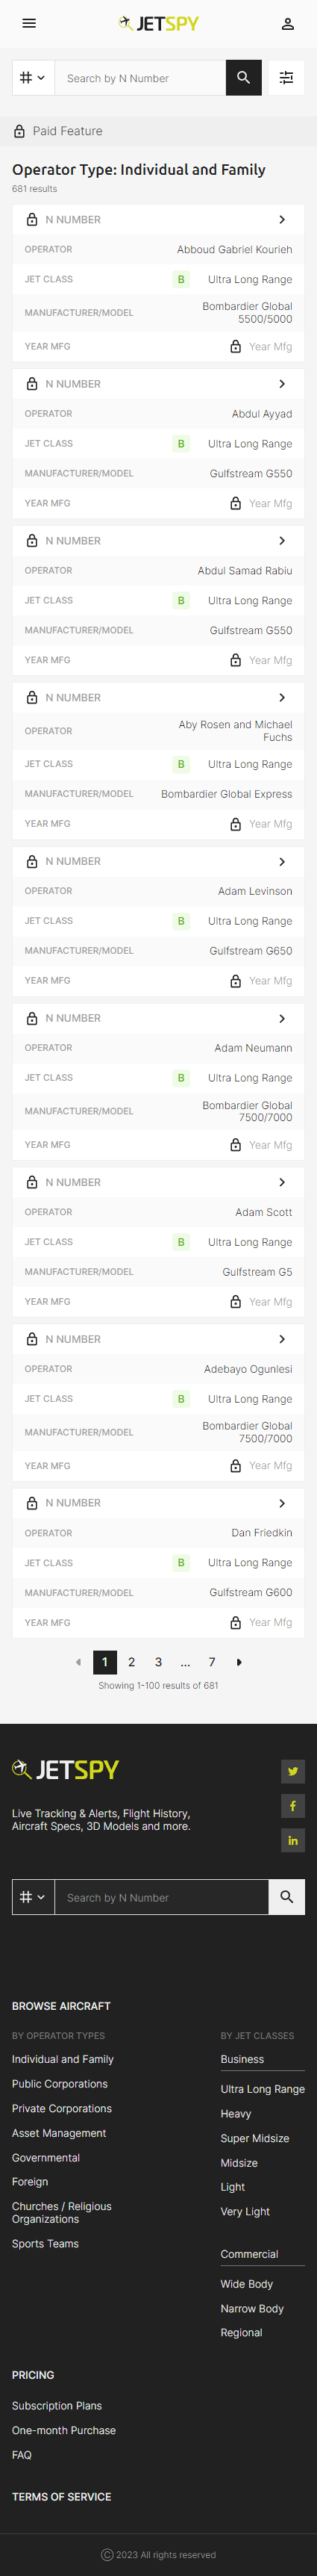 JETSPY
Search by N Number
Paid Feature
Operator Type: Individual and Family
681 results
N NUMBER
OPERATOR Abboud Gabriel Kourieh
JET CLASS B Ultra Long Range
MANUFACTURER/MODEL Bombardier Global
5500/5000
YEAR MFG Year Mfg
N NUMBER
OPERATOR Abdul Ayyad
JET CLASS B Ultra Long Range
MANUFACTURER/MODEL Gulfstream G550
YEAR MFG Year Mfg
N NUMBER
OPERATOR Abdul Samad Rabiu
JET CLASS B Ultra Long Range
MANUFACTURER/MODEL Gulfstream G550
YEAR MFG Year Mfg
N NUMBER
OPERATOR Aby Rosen and Michael
Fuchs
JET CLASS B Ultra Long Range
MANUFACTURER/MODEL Bombardier Global Express
YEAR MFG Year Mfg
N NUMBER
OPERATOR Adam Levinson
JET CLASS B Ultra Long Range
MANUFACTURER/MODEL Gulfstream G650
YEAR MFG Year Mfg
N NUMBER
OPERATOR Adam Neumann
JET CLASS B Ultra Long Range
MANUFACTURER/MODEL Bombardier Global
7500/7000
YEAR MFG Year Mfg
N NUMBER
OPERATOR Adam Scott
JET CLASS B Ultra Long Range
MANUFACTURER/MODEL Gulfstream G5
YEAR MFG Year Mfg
N NUMBER
OPERATOR Adebayo Ogunlesi
JET CLASS B Ultra Long Range
MANUFACTURER/MODEL Bombardier Global
7500/7000
YEAR MFG Year Mfg
N NUMBER
OPERATOR Dan Friedkin
JET CLASS B Ultra Long Range
MANUFACTURER/MODEL Gulfstream G600
YEAR MFG Year Mfg
1 2 3 ... 7
Showing 1-100 results of 681
JETSPY
Live Tracking & Alerts, Flight History,
Aircraft Specs, 3D Models and more.
Search by N Number
BROWSE AIRCRAFT
BY OPERATOR TYPES
Individual and Family
Public Corporations
Private Corporations
Asset Management
Governmental
Foreign
Churches / Religious
Organizations
Sports Teams
BY JET CLASSES
Business
Ultra Long Range
Heavy
Super Midsize
Midsize
Light
Very Light
Commercial
Wide Body
Narrow Body
Regional
PRICING
Subscription Plans
One-month Purchase
FAQ
TERMS OF SERVICE
© 2023 All rights reserved